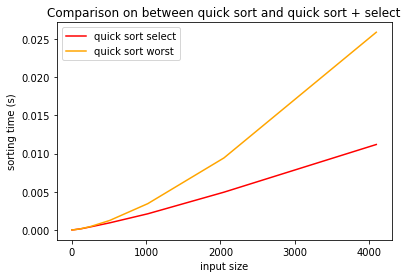 Comparison on between quick sort and quick sort + select
quick sort select
quick sort worst
0.025
0.020
0.015
0.010
0.005
0.000
sorting time (s)
0
1000
2000
3000
4000
input size